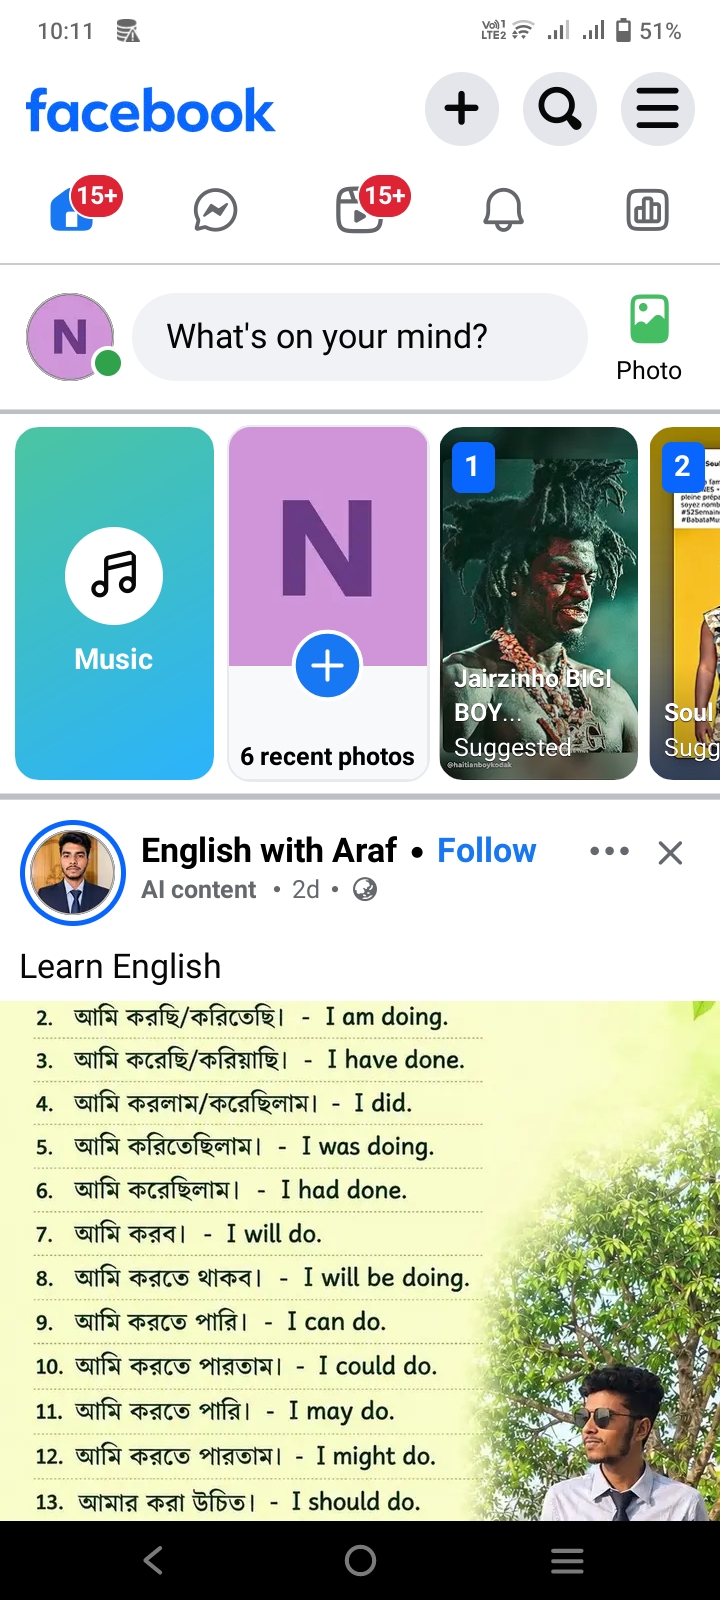 10:11 Vo) 1 LTE2 51%
facebook
15+ 15+
N What's on your mind?
Photo
Music
N
6 recent photos
1
Jairzinho BIGI
BOY...
Suggested
@haitianboykodak
2
Soul
Sugg
English with Araf • Follow
AI content • 2d •
Learn English
2. আমি করছি/করিতেছি। - I am doing.
3. আমি করেছি/করিয়াছি। - I have done.
4. আমি করলাম/করেছিলাম। - I did.
5. আমি করিতেছিলাম। - I was doing.
6. আমি করেছিলাম। - I had done.
7. আমি করব। - I will do.
8. আমি করতে থাকব। - I will be doing.
9. আমি করতে পারি। - I can do.
10. আমি করতে পারতাম। - I could do.
11. আমি করতে পারি। - I may do.
12. আমি করতে পারতাম। - I might do.
13. আমার করা উচিত। - I should do.